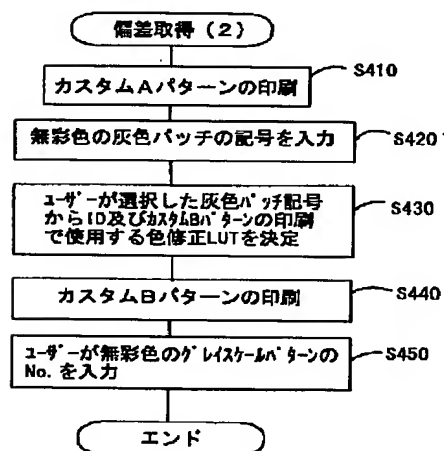 偏差取得（2）
カスタムAパターンの印刷
S410
無彩色の灰色パッチの記号を入力
S420
ユーザーが選択した灰色パッチ記号
からID及びカスタムBパターンの印刷
で使用する色修正LUTを決定
S430
カスタムBパターンの印刷
S440
ユーザーが無彩色のグレイスケールパターンの
No. を入力
S450
エンド